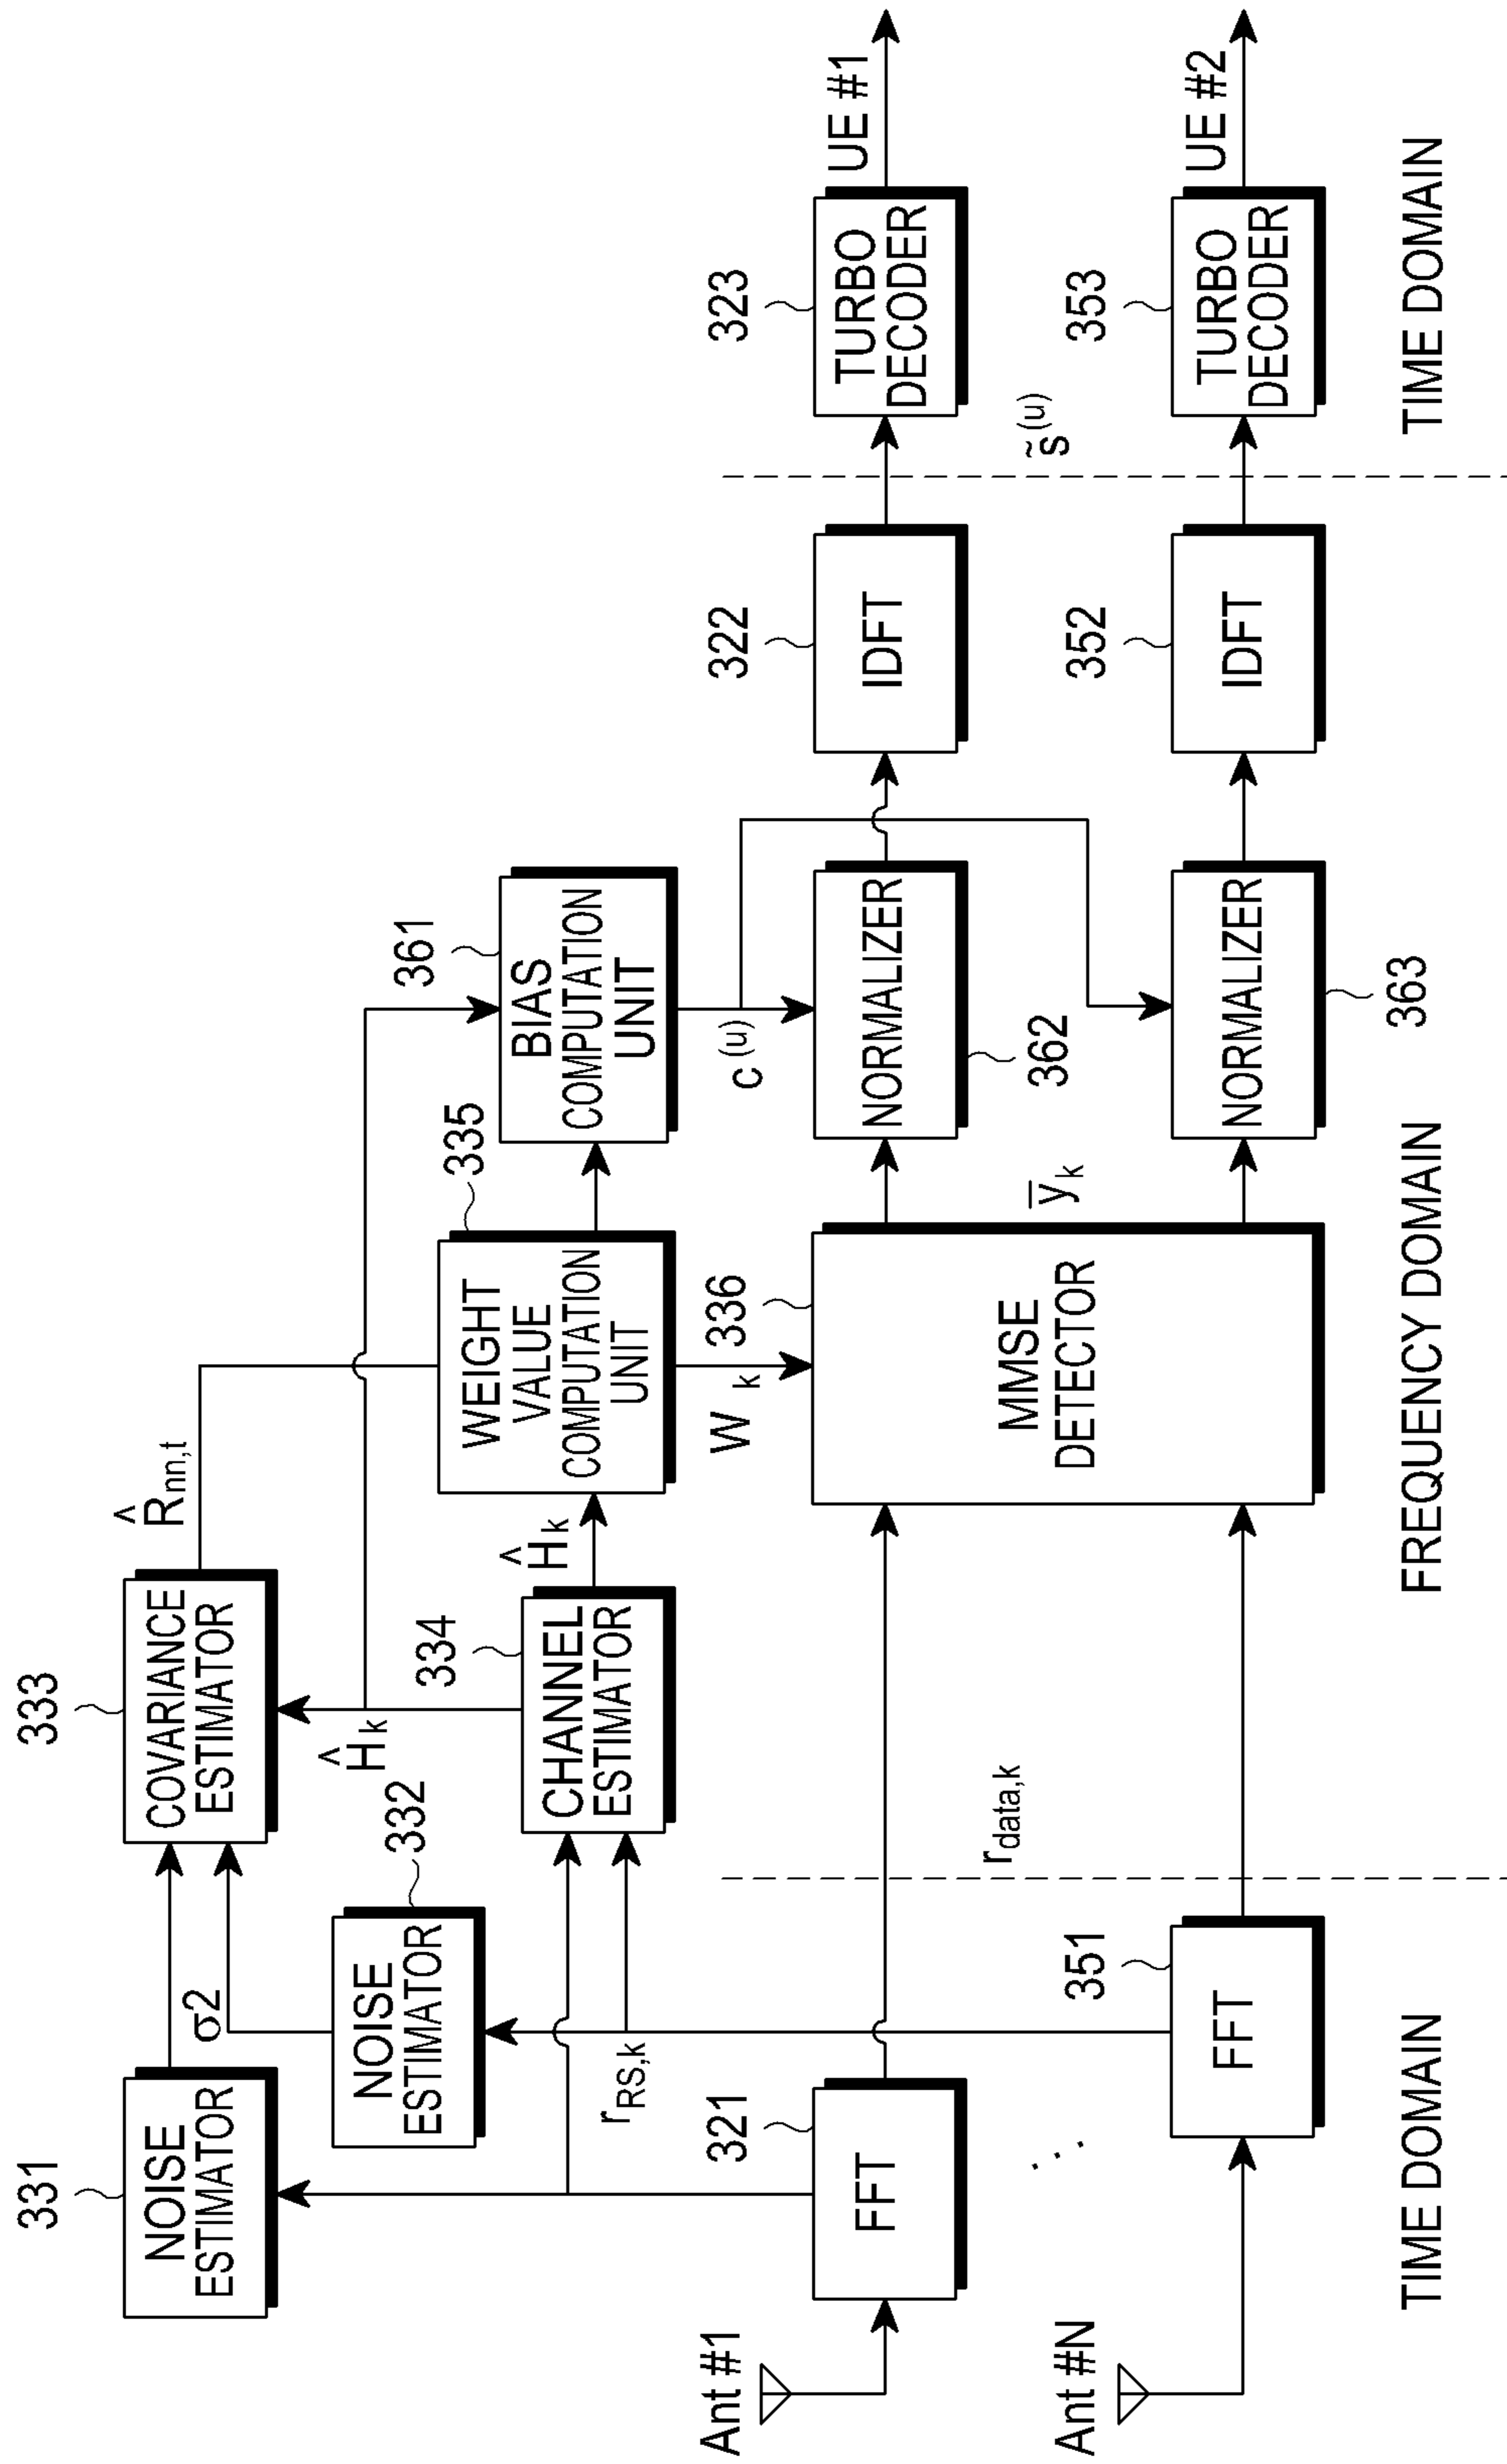 331
NOISE
ESTIMATOR
σ2
332
NOISE
ESTIMATOR
333
COVARIANCE
ESTIMATOR
R̂nn,t
Ĥk
334
CHANNEL
ESTIMATOR
Ĥk
335
WEIGHT
VALUE
COMPUTATION
UNIT
361
BIAS
COMPUTATION
UNIT
rRS,k
Wk
c(u)
Ant #1
321
FFT
rdata,k
336
MMSE
DETECTOR
ȳk
NORMALIZER
362
322
IDFT
s̃(u)
323
TURBO
DECODER
UE #1
. . .
Ant #N
351
FFT
NORMALIZER
363
352
IDFT
353
TURBO
DECODER
UE #2
TIME DOMAIN
FREQUENCY DOMAIN
TIME DOMAIN